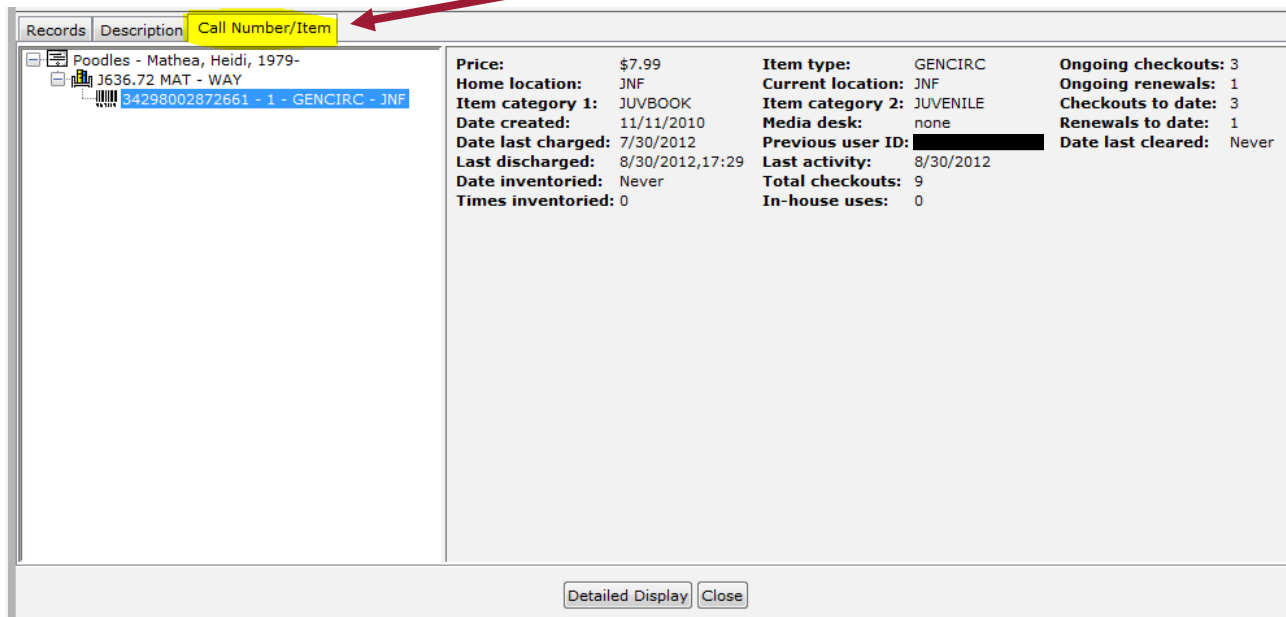 Records Description Call Number/Item
Poodles - Mathea, Heidi, 1979-
J636.72 MAT - WAY
34298002872661 - 1 - GENCIRC - JNF
Price: $7.99 Item type: GENCIRC Ongoing checkouts: 3
Home location: JNF Current location: JNF Ongoing renewals: 1
Item category 1: JUVBOOK Item category 2: JUVENILE Checkouts to date: 3
Date created: 11/11/2010 Media desk: none Renewals to date: 1
Date last charged: 7/30/2012 Previous user ID: Date last cleared: Never
Last discharged: 8/30/2012,17:29 Last activity: 8/30/2012
Date inventoried: Never Total checkouts: 9
Times inventoried: 0 In-house uses: 0
Detailed Display Close